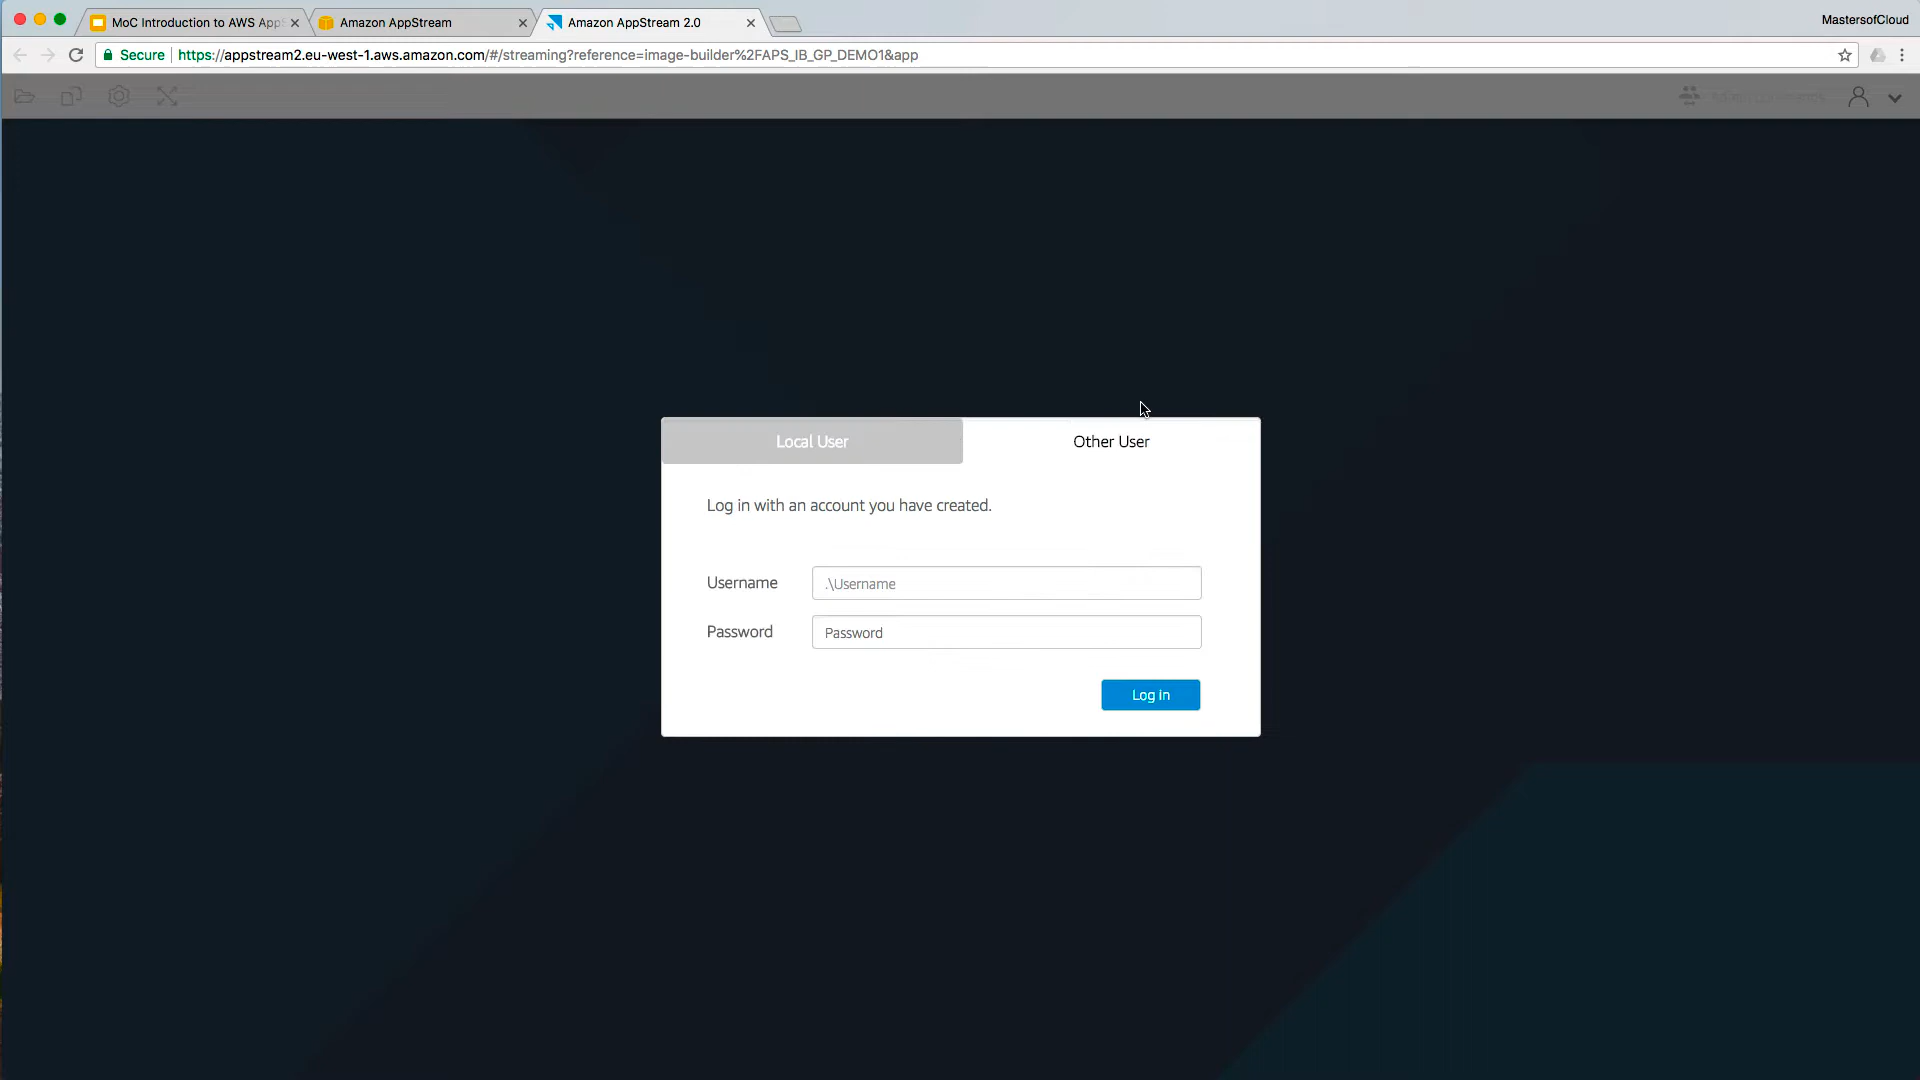 MoC Introduction to AWS App
Amazon AppStream
Amazon AppStream 2.0
MastersofCloud
Secure
https://appstream2.eu-west-1.aws.amazon.com/#/streaming?reference=image-builder%2FAPS_IB_GP_DEMO1&app
Local User
Other User
Log in with an account you have created.
Username
.\Username
Password
Password
Log in